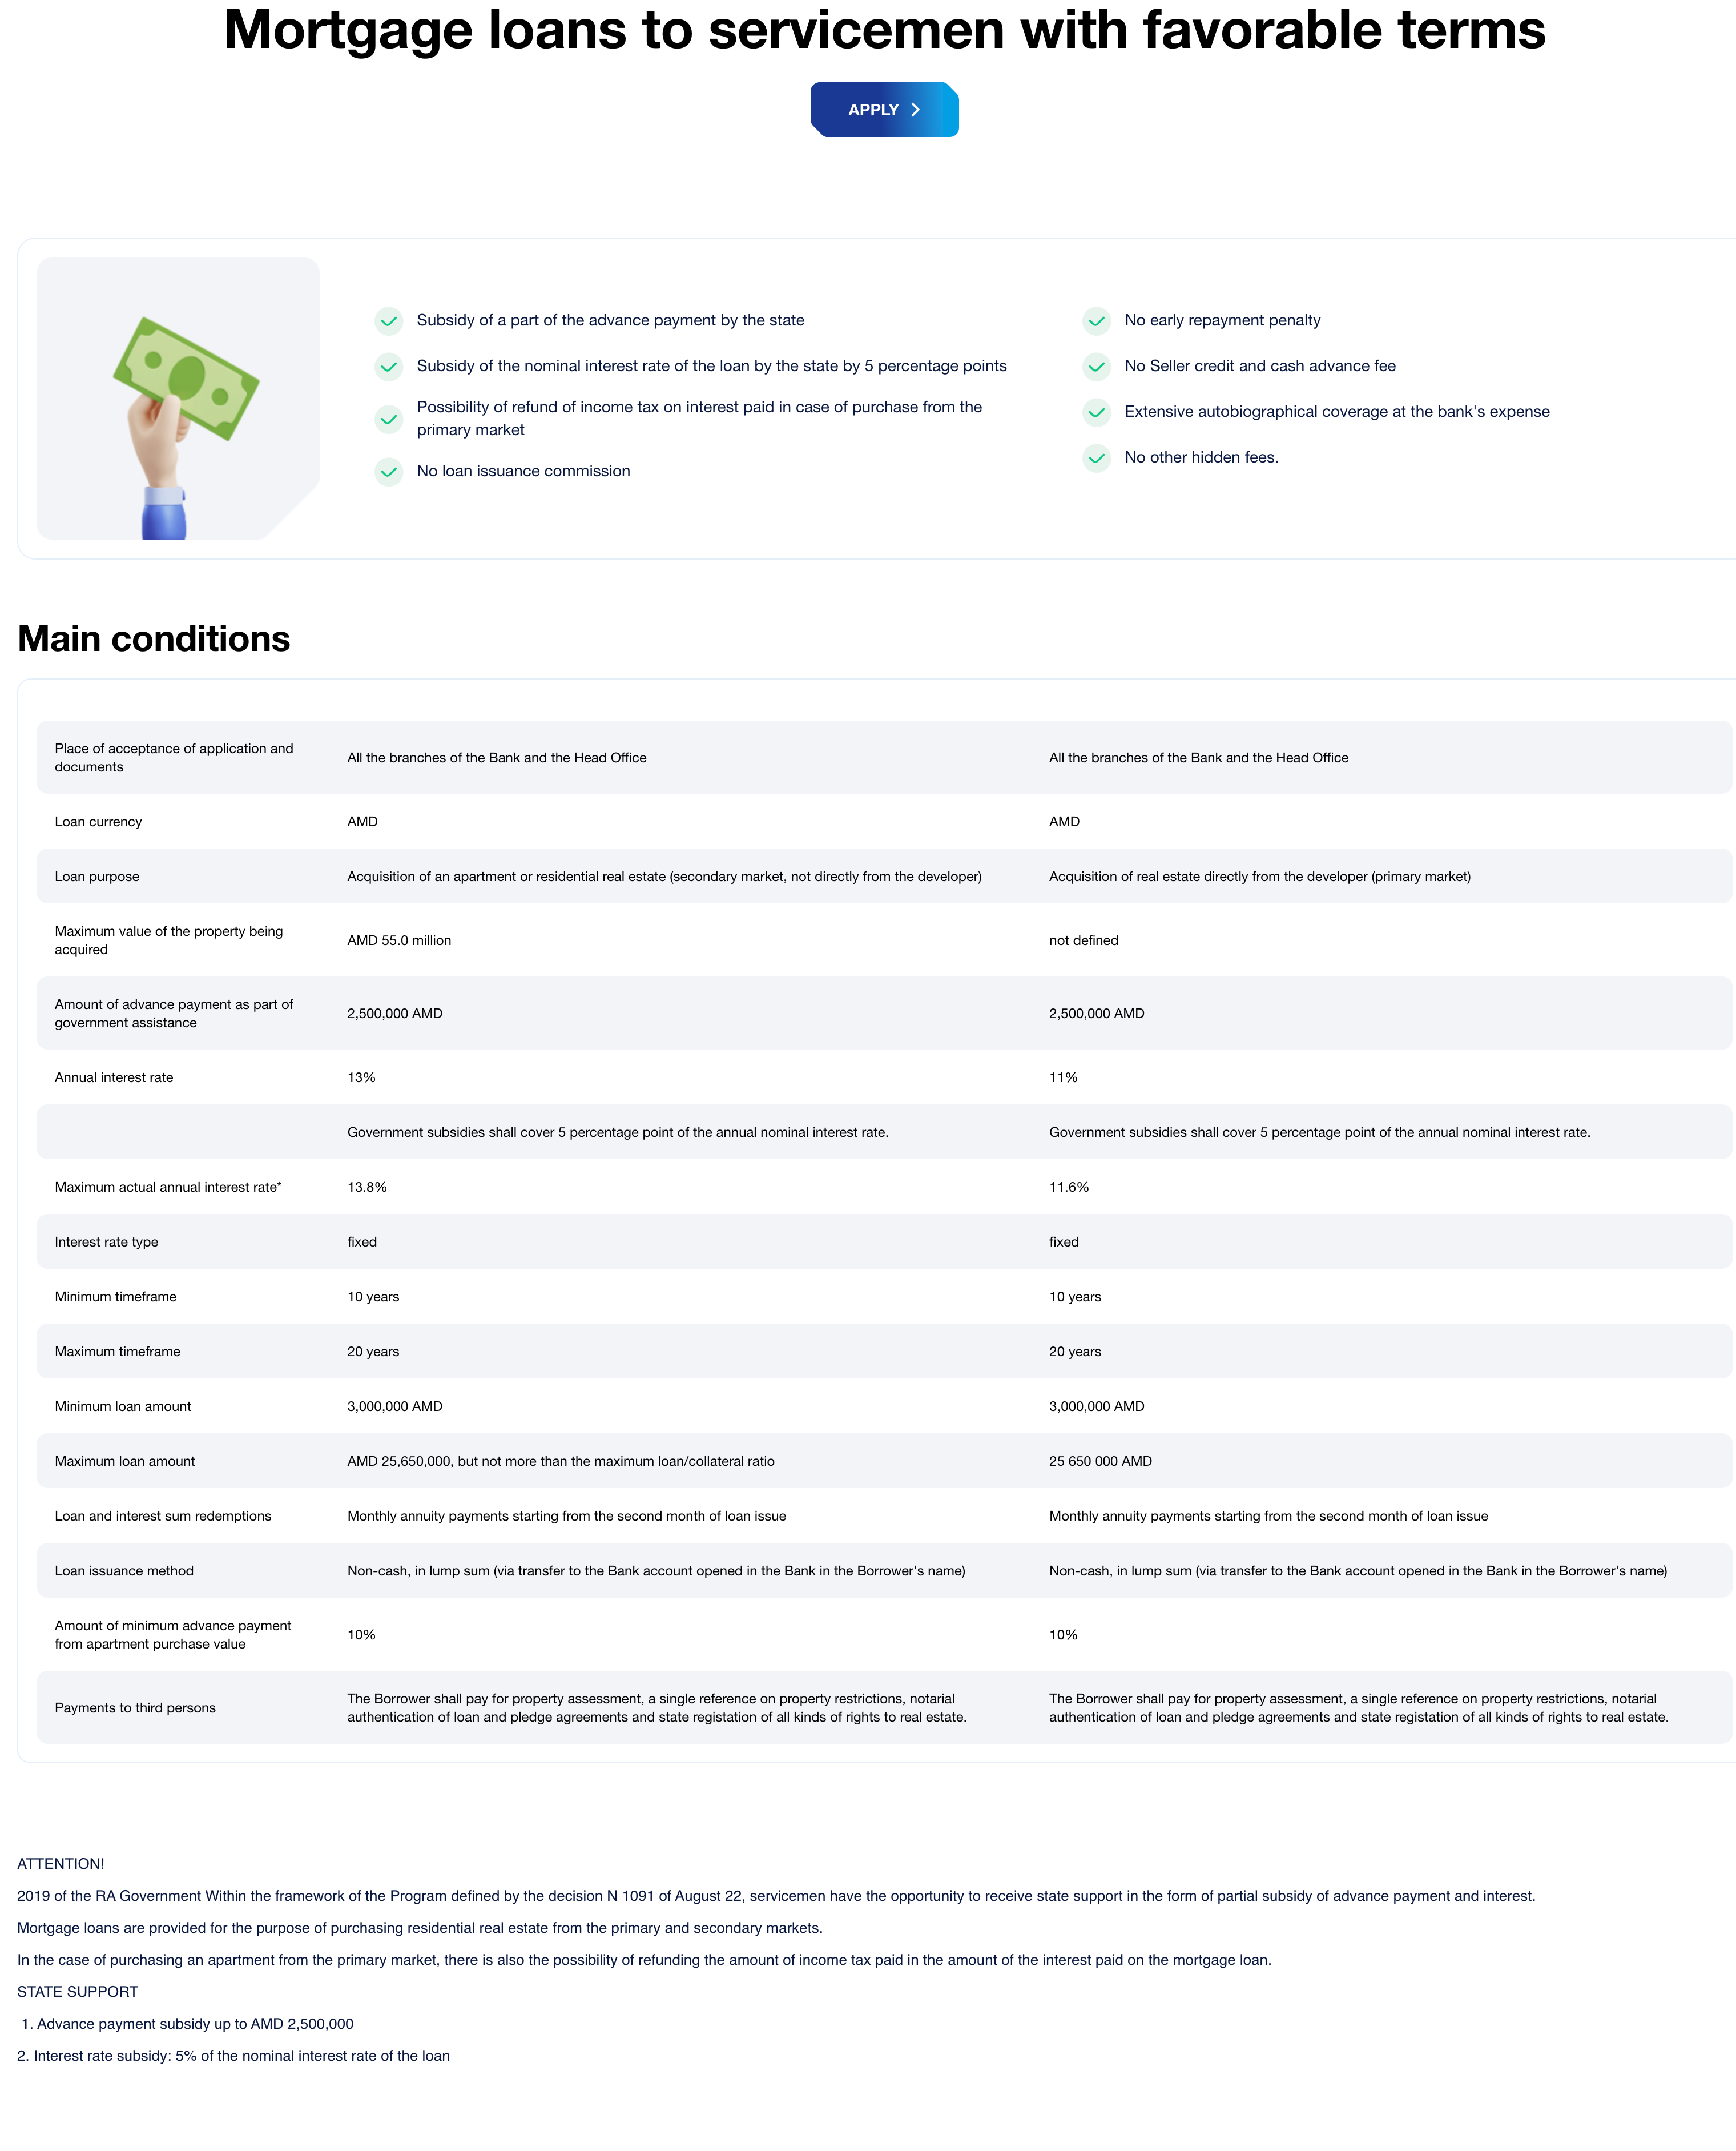 Mortgage loans to servicemen with favorable terms
APPLY
Subsidy of a part of the advance payment by the state
Subsidy of the nominal interest rate of the loan by the state by 5 percentage points
Possibility of refund of income tax on interest paid in case of purchase from the
primary market
No loan issuance commission
No early repayment penalty
No Seller credit and cash advance fee
Extensive autobiographical coverage at the bank's expense
No other hidden fees.
Main conditions
Place of acceptance of application and
documents
All the branches of the Bank and the Head Office
All the branches of the Bank and the Head Office
Loan currency
AMD
AMD
Loan purpose
Acquisition of an apartment or residential real estate (secondary market, not directly from the developer)
Acquisition of real estate directly from the developer (primary market)
Maximum value of the property being
acquired
AMD 55.0 million
not defined
Amount of advance payment as part of
government assistance
2,500,000 AMD
2,500,000 AMD
Annual interest rate
13%
11%
Government subsidies shall cover 5 percentage point of the annual nominal interest rate.
Government subsidies shall cover 5 percentage point of the annual nominal interest rate.
Maximum actual annual interest rate*
13.8%
11.6%
Interest rate type
fixed
fixed
Minimum timeframe
10 years
10 years
Maximum timeframe
20 years
20 years
Minimum loan amount
3,000,000 AMD
3,000,000 AMD
Maximum loan amount
AMD 25,650,000, but not more than the maximum loan/collateral ratio
25 650 000 AMD
Loan and interest sum redemptions
Monthly annuity payments starting from the second month of loan issue
Monthly annuity payments starting from the second month of loan issue
Loan issuance method
Non-cash, in lump sum (via transfer to the Bank account opened in the Bank in the Borrower's name)
Non-cash, in lump sum (via transfer to the Bank account opened in the Bank in the Borrower's name)
Amount of minimum advance payment
from apartment purchase value
10%
10%
Payments to third persons
The Borrower shall pay for property assessment, a single reference on property restrictions, notarial
authentication of loan and pledge agreements and state registation of all kinds of rights to real estate.
The Borrower shall pay for property assessment, a single reference on property restrictions, notarial
authentication of loan and pledge agreements and state registation of all kinds of rights to real estate.
ATTENTION!
2019 of the RA Government Within the framework of the Program defined by the decision N 1091 of August 22, servicemen have the opportunity to receive state support in the form of partial subsidy of advance payment and interest.
Mortgage loans are provided for the purpose of purchasing residential real estate from the primary and secondary markets.
In the case of purchasing an apartment from the primary market, there is also the possibility of refunding the amount of income tax paid in the amount of the interest paid on the mortgage loan.
STATE SUPPORT
1. Advance payment subsidy up to AMD 2,500,000
2. Interest rate subsidy: 5% of the nominal interest rate of the loan